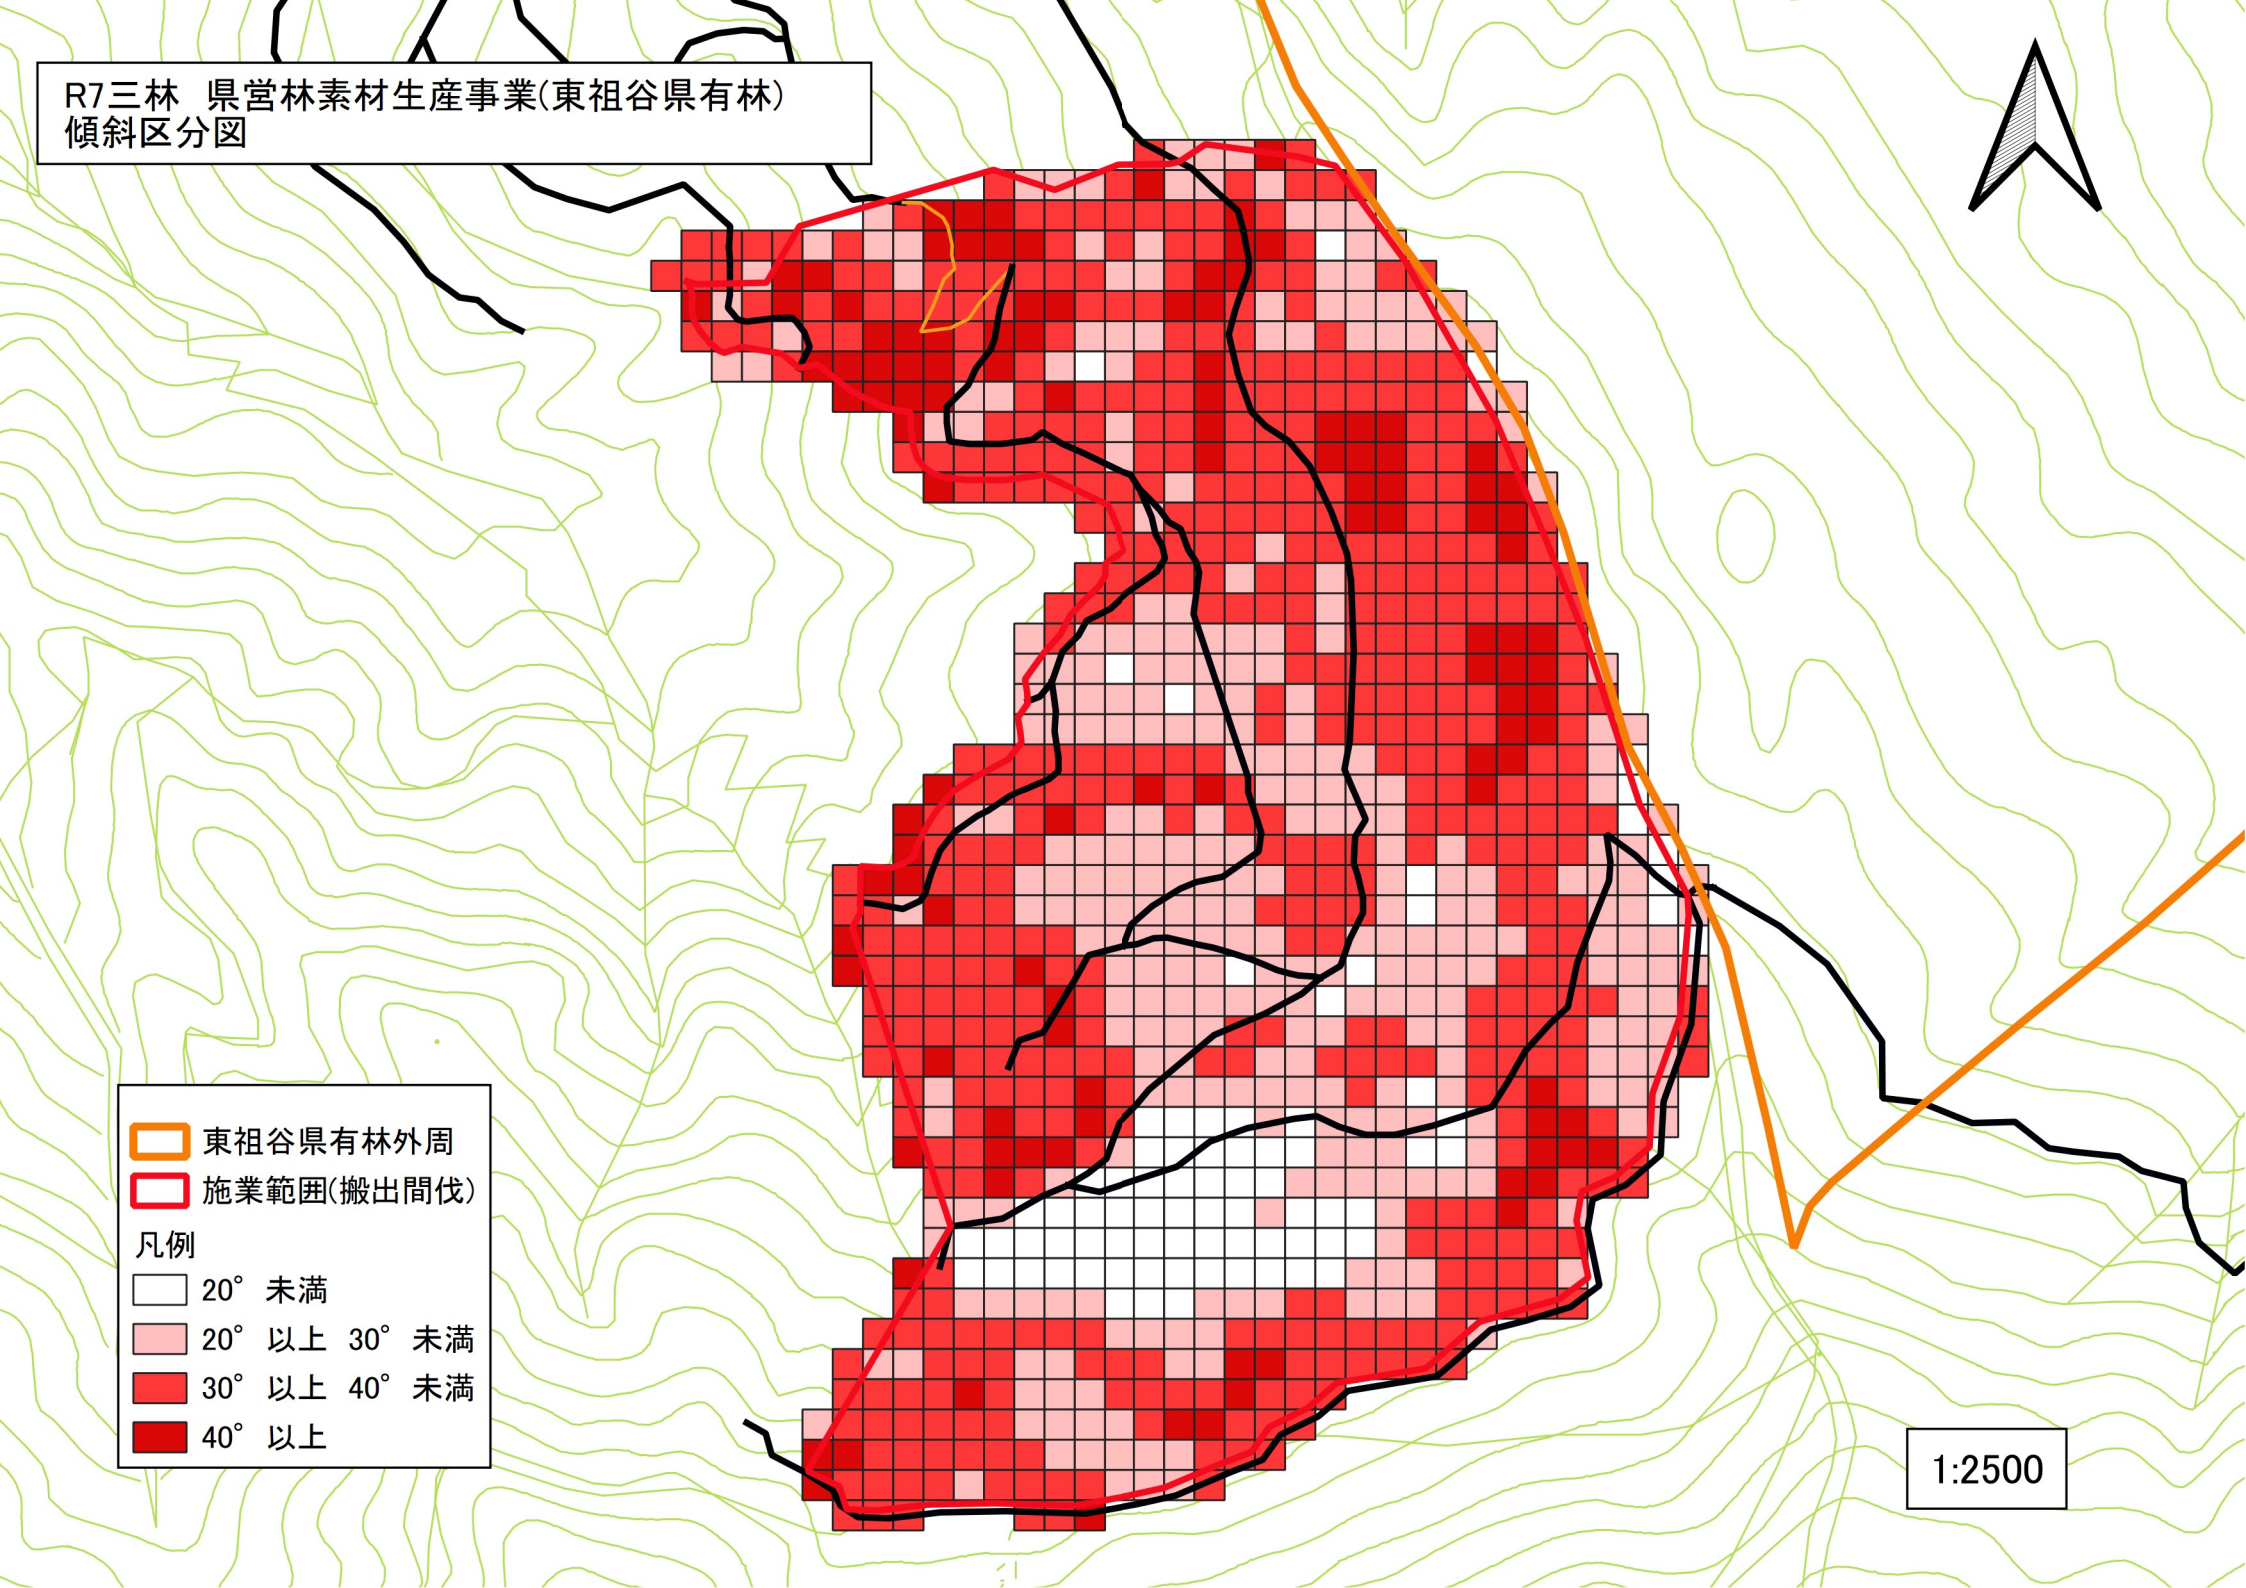 R7三林　県営林素材生産事業(東祖谷県有林)
傾斜区分図
東祖谷県有林外周
施業範囲(搬出間伐)
凡例
20°　未満
20°　以上　30°　未満
30°　以上　40°　未満
40°　以上
1:2500